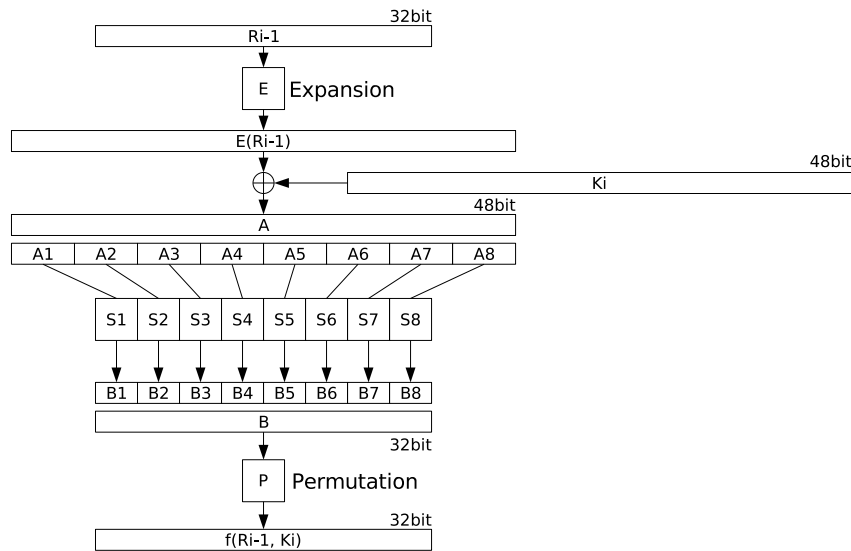 32bit
Ri-1
E Expansion
E(Ri-1)
48bit
Ki
48bit
A
A1 A2 A3 A4 A5 A6 A7 A8
S1 S2 S3 S4 S5 S6 S7 S8
B1 B2 B3 B4 B5 B6 B7 B8
B
32bit
P Permutation
32bit
f(Ri-1, Ki)